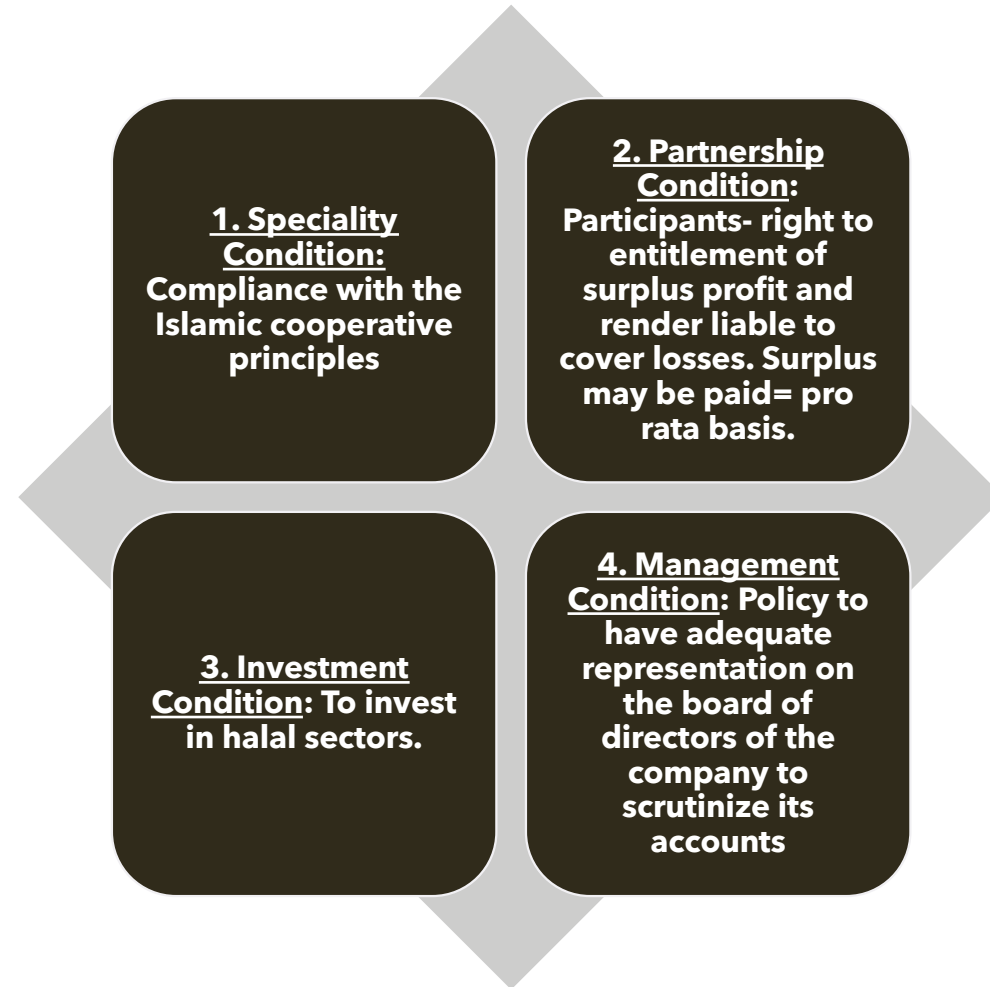 1. Speciality
Condition:
Compliance with the
Islamic cooperative
principles
2. Partnership
Condition:
Participants- right to
entitlement of
surplus profit and
render liable to
cover losses. Surplus
may be paid= pro
rata basis.
3. Investment
Condition: To invest
in halal sectors.
4. Management
Condition: Policy to
have adequate
representation on
the board of
directors of the
company to
scrutinize its
accounts